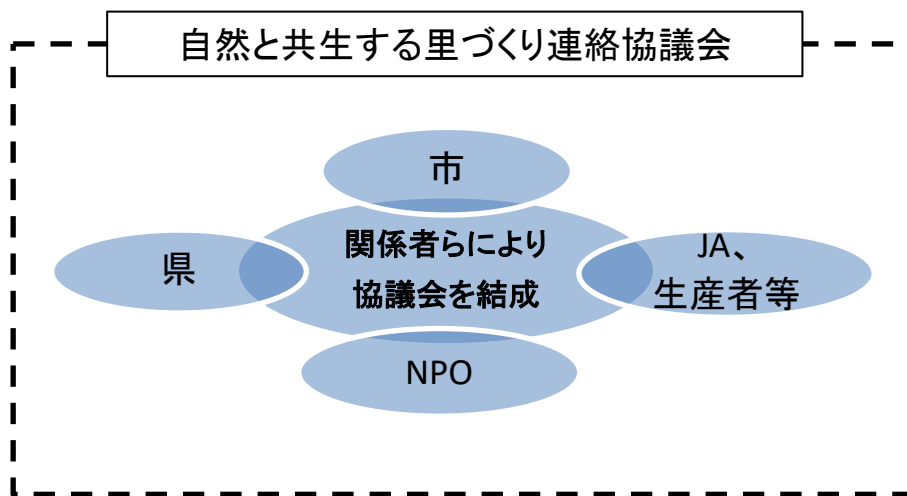 自然と共生する里づくり連絡協議会
市
県
関係者らにより
協議会を結成
JA、
生産者等
NPO